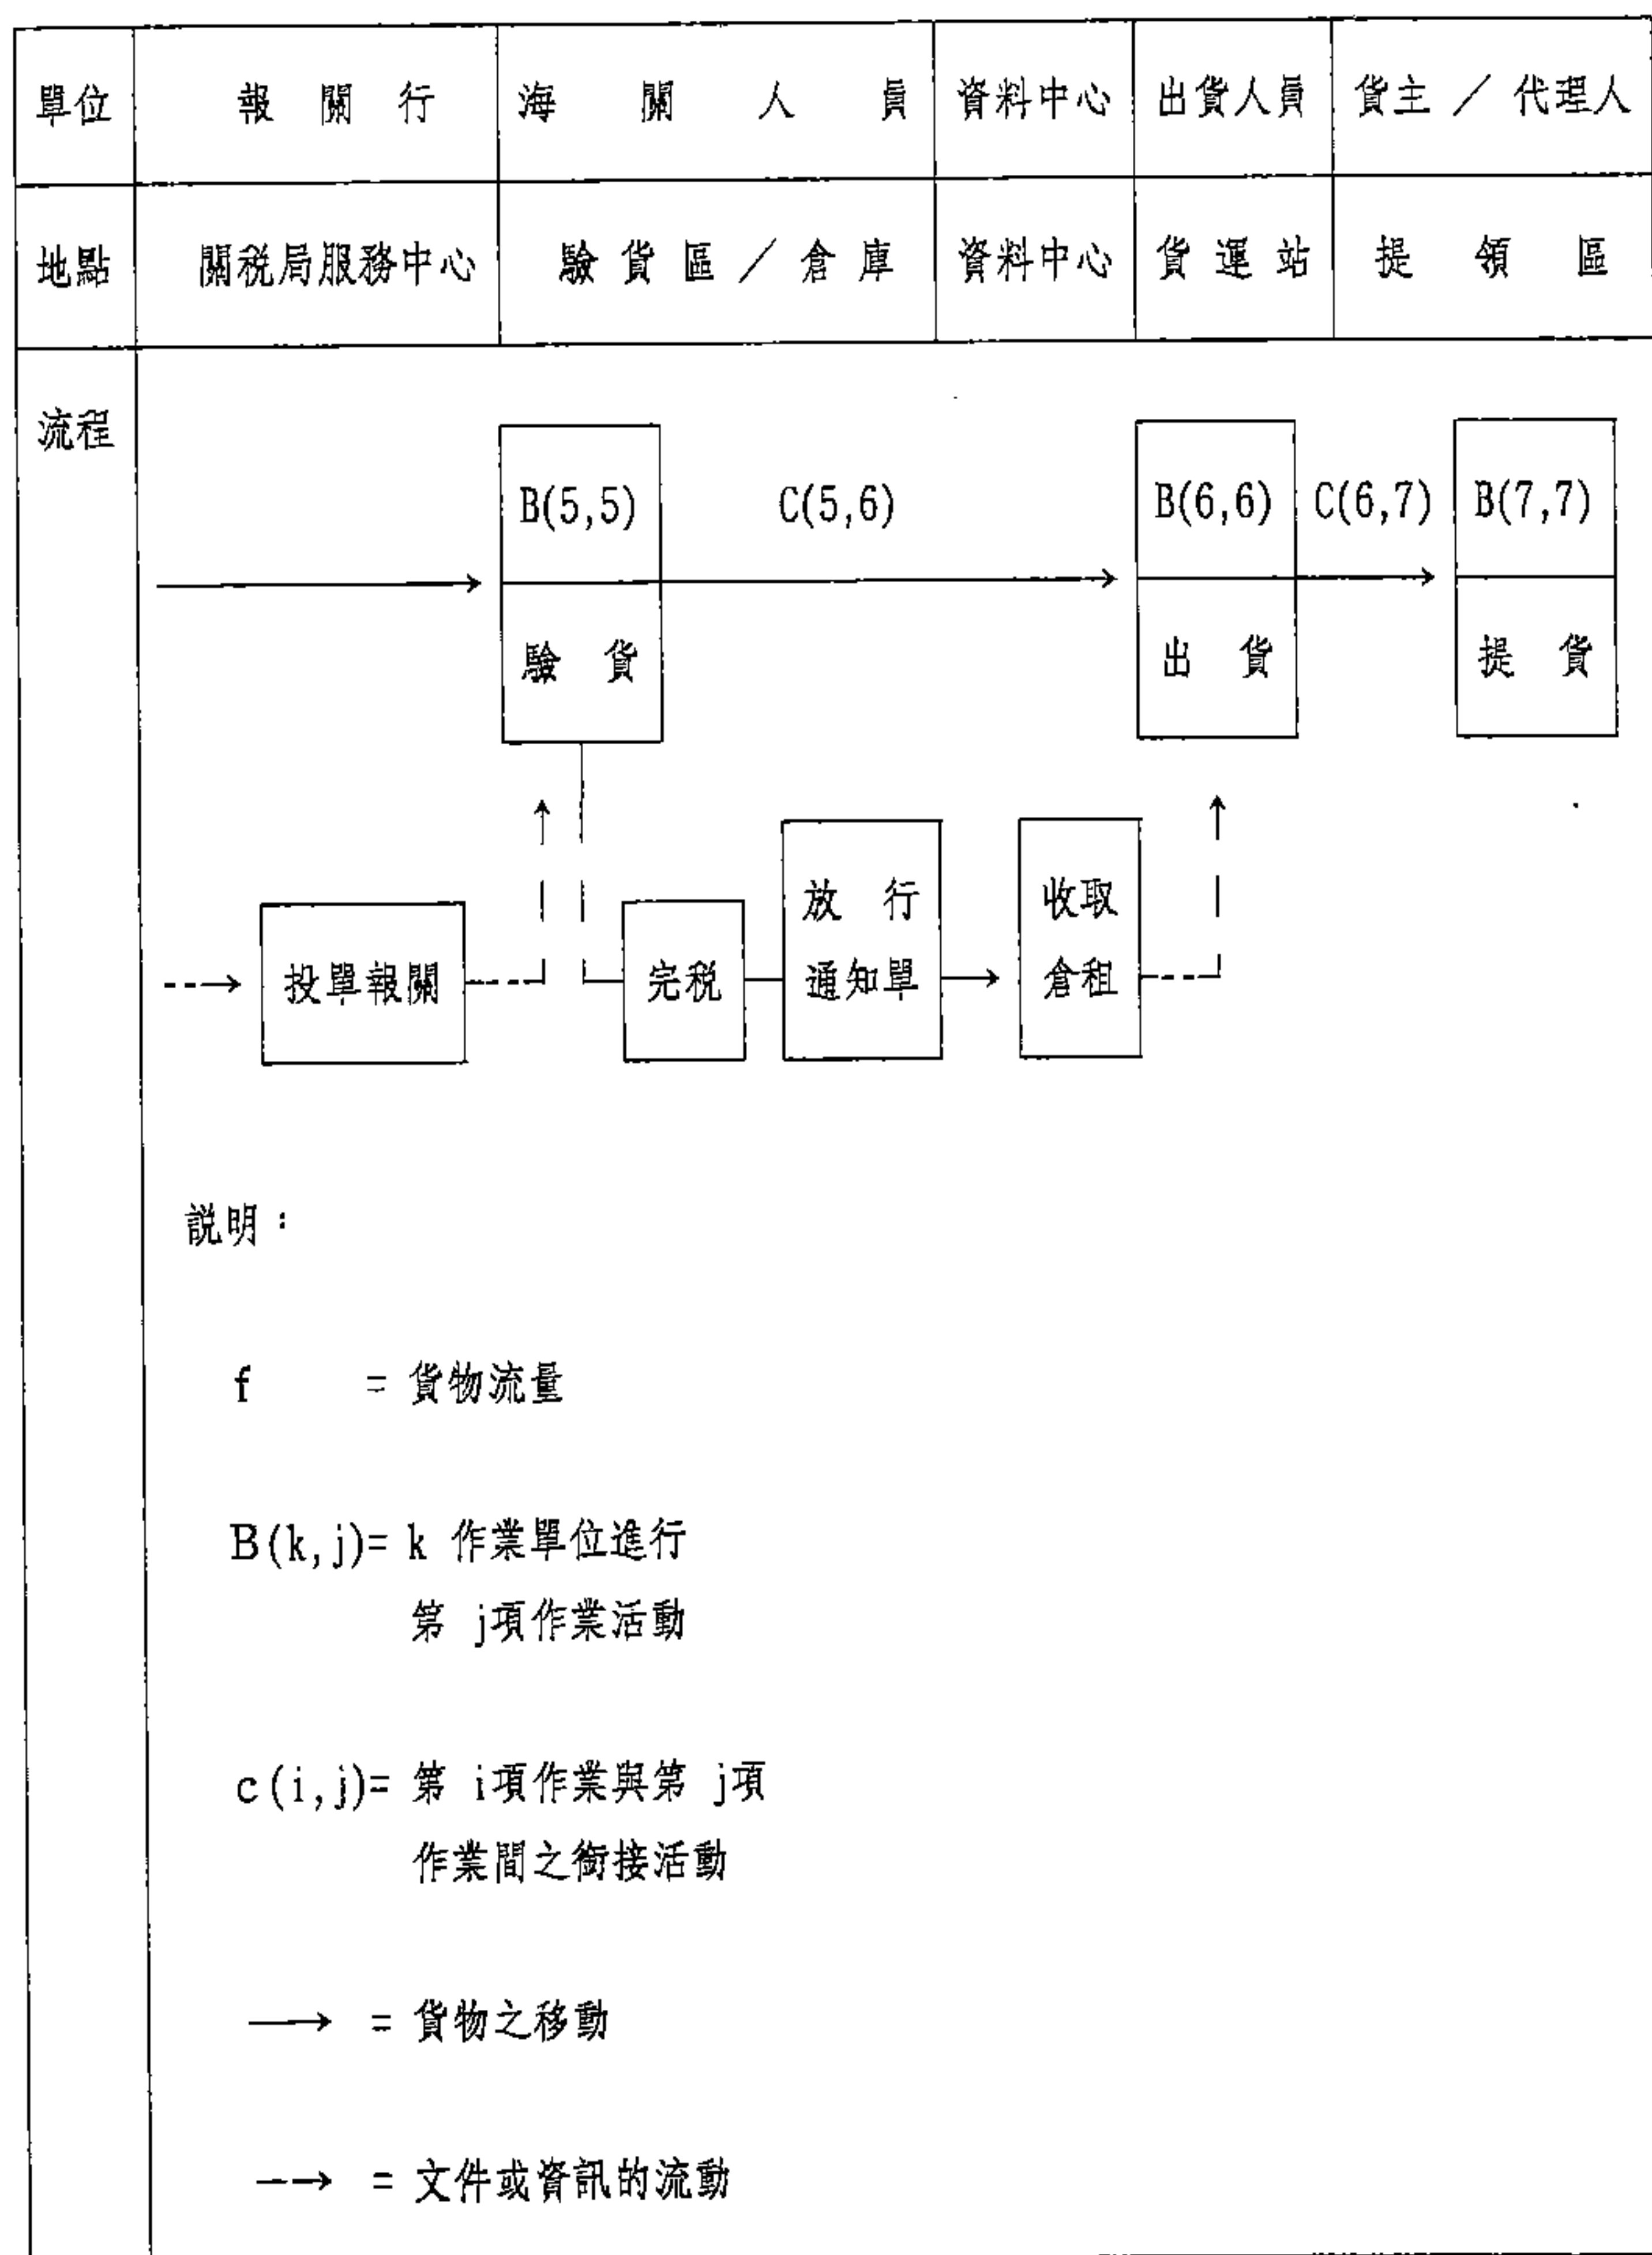 單位 報關行 海關人員 資料中心 出貨人員 貨主／代理人
地點 關税局服務中心 驗貨區／倉庫 資料中心 貨運站 提領區
流程
B(5,5) C(5,6) B(6,6) C(6,7) B(7,7)
驗貨 出貨 提貨
投單報關
完税
放行
通知單
收取
倉租
説明：
f = 貨物流量
B(k,j)= k 作業單位進行
第 j項作業活動
c(i,j)= 第 i項作業與第 j項
作業間之銜接活動
→ = 貨物之移動
--→ = 文件或資訊的流動